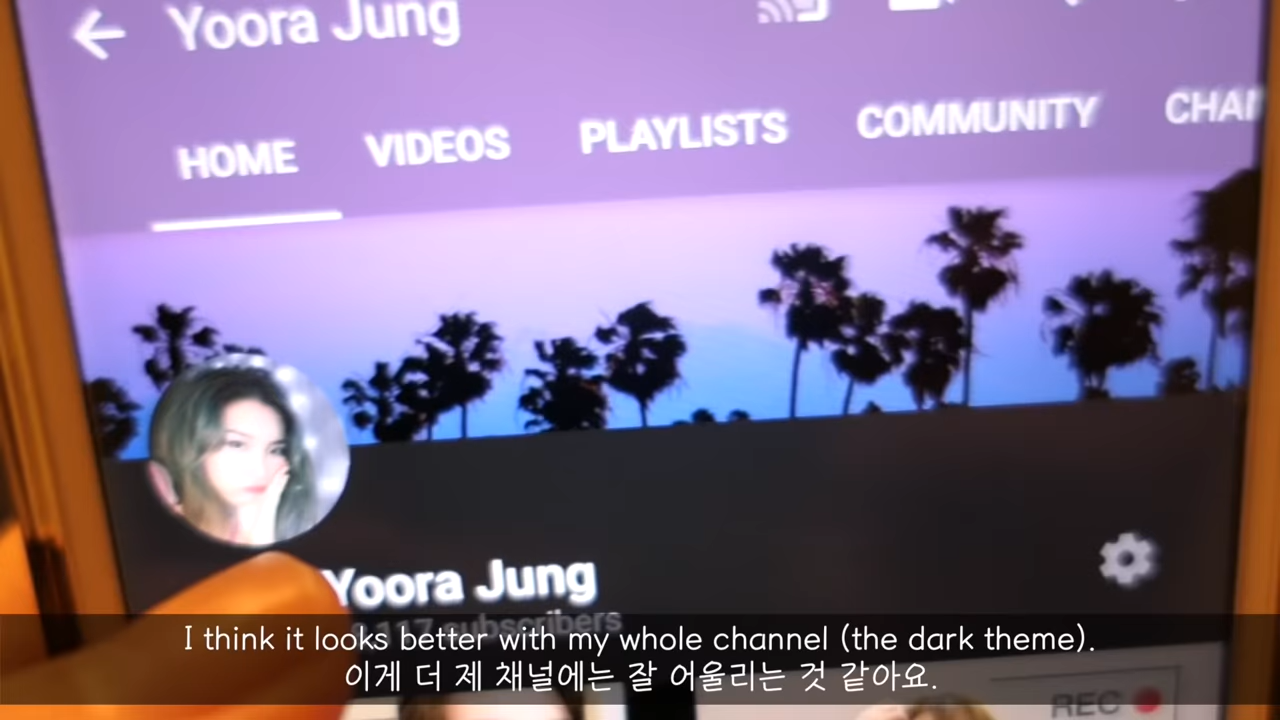 Yoora Jung
HOME VIDEOS PLAYLISTS COMMUNITY
Yoora Jung
subscribers
I think it looks better with my whole channel (the dark theme).
이게 더 제 채널에는 잘 어울리는 것 같아요.
REC